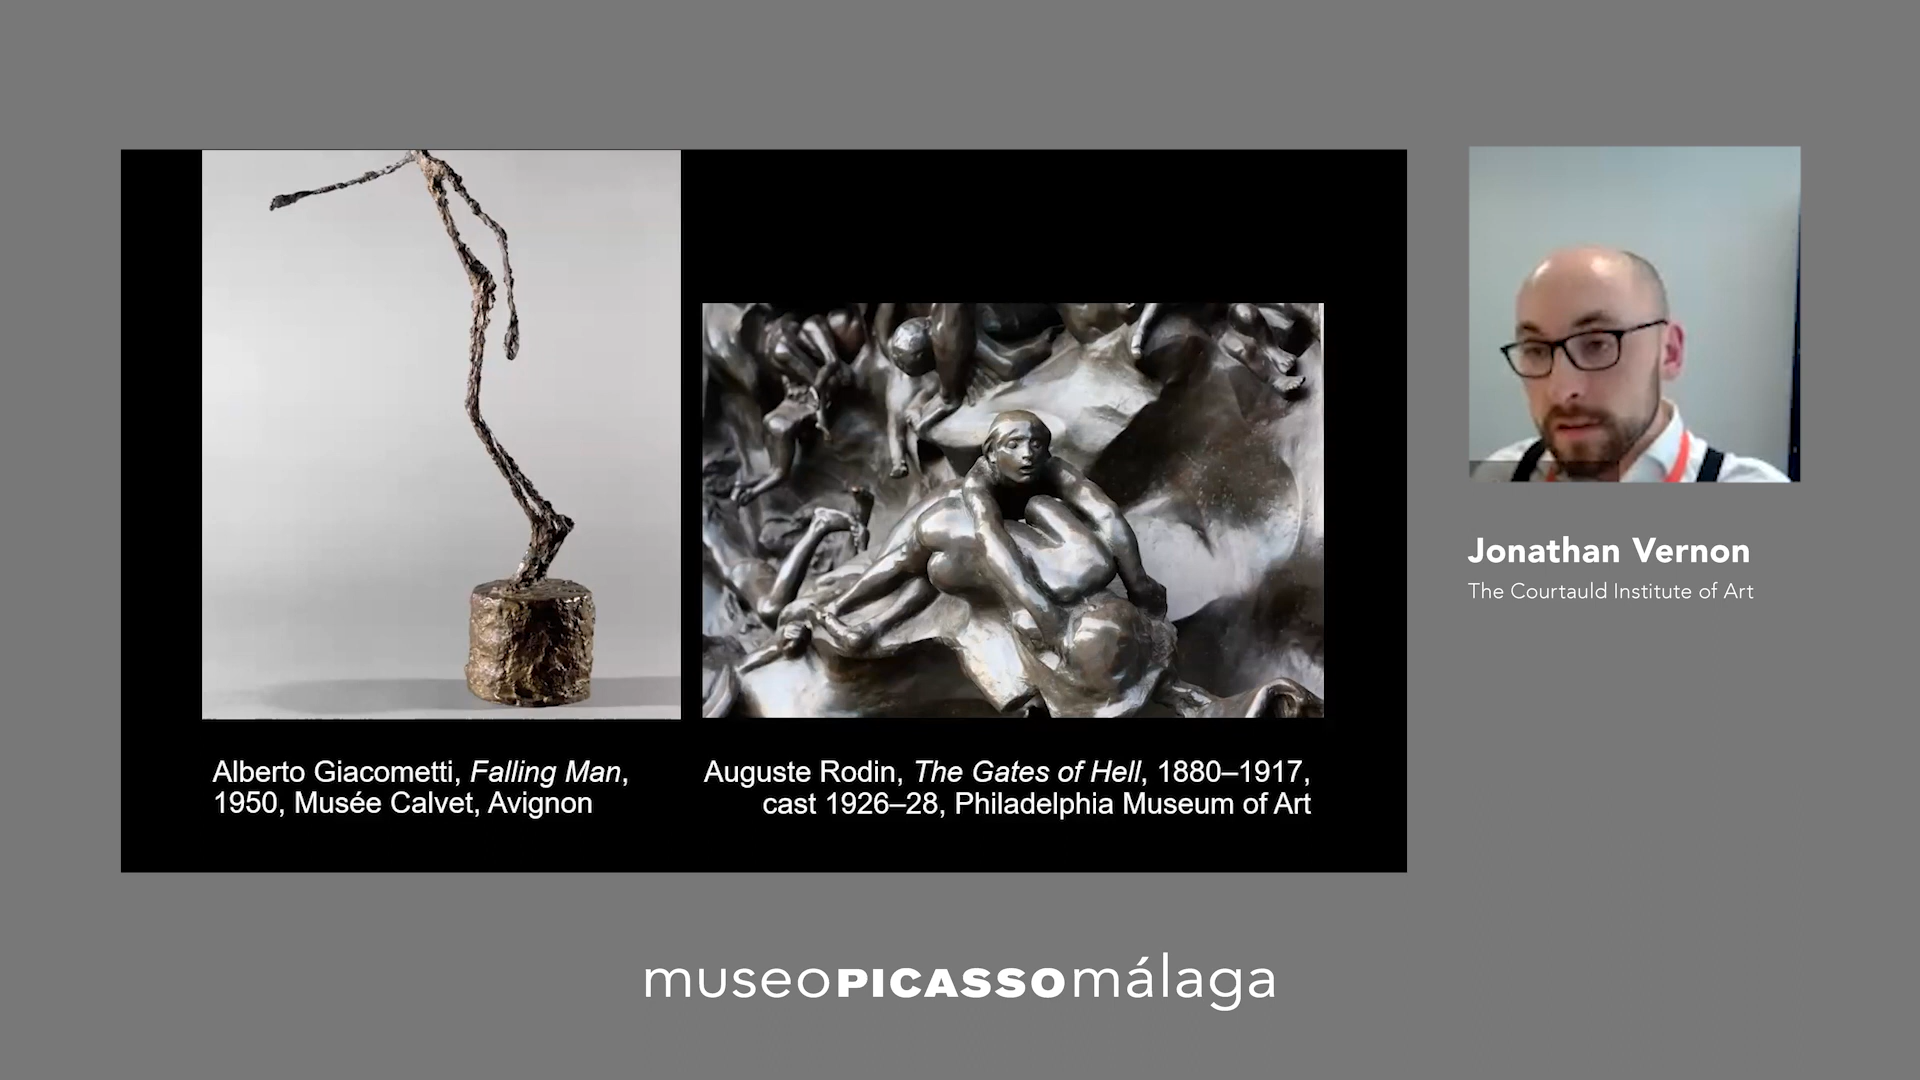 Alberto Giacometti, Falling Man,
1950, Musée Calvet, Avignon
Auguste Rodin, The Gates of Hell, 1880–1917,
cast 1926–28, Philadelphia Museum of Art
Jonathan Vernon
The Courtauld Institute of Art
museoPICASSOmálaga